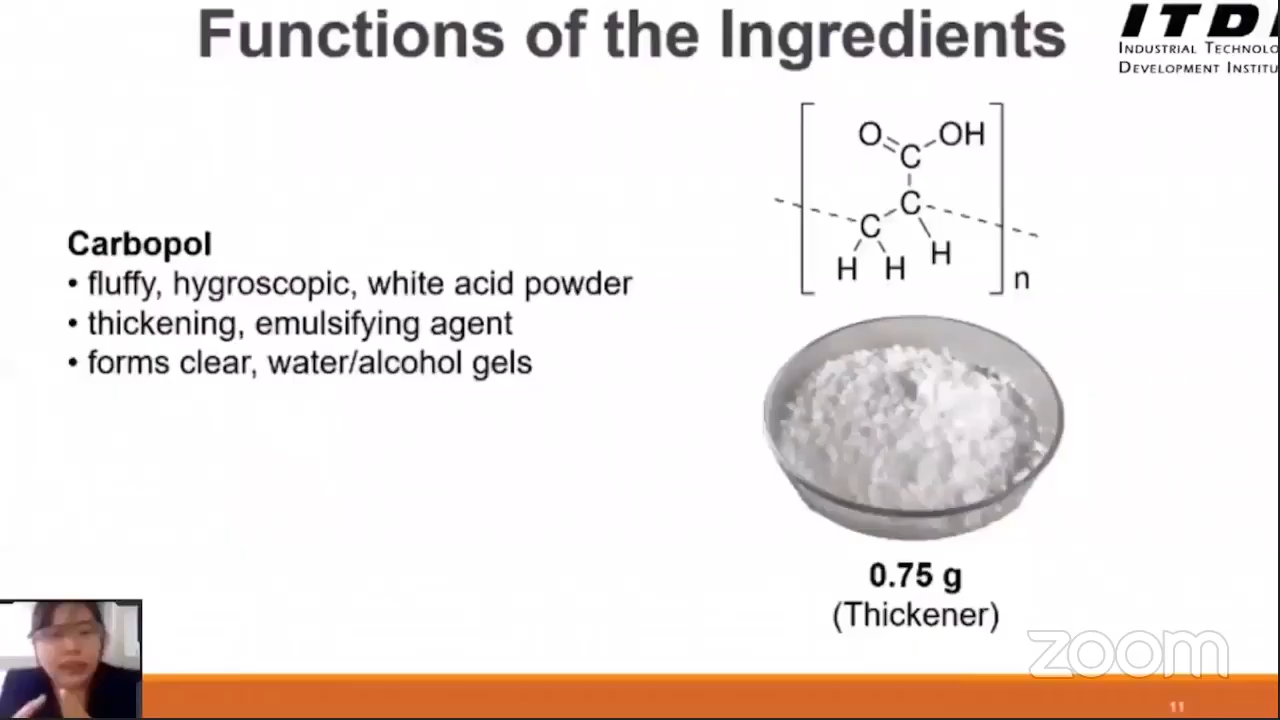 Functions of the Ingredients
ITDI
INDUSTRIAL TECHNOLO
DEVELOPMENT INSTITU
O
OH
C
C
C
H
H
H
n
Carbopol
• fluffy, hygroscopic, white acid powder
• thickening, emulsifying agent
• forms clear, water/alcohol gels
0.75 g
(Thickener)
zoom
11